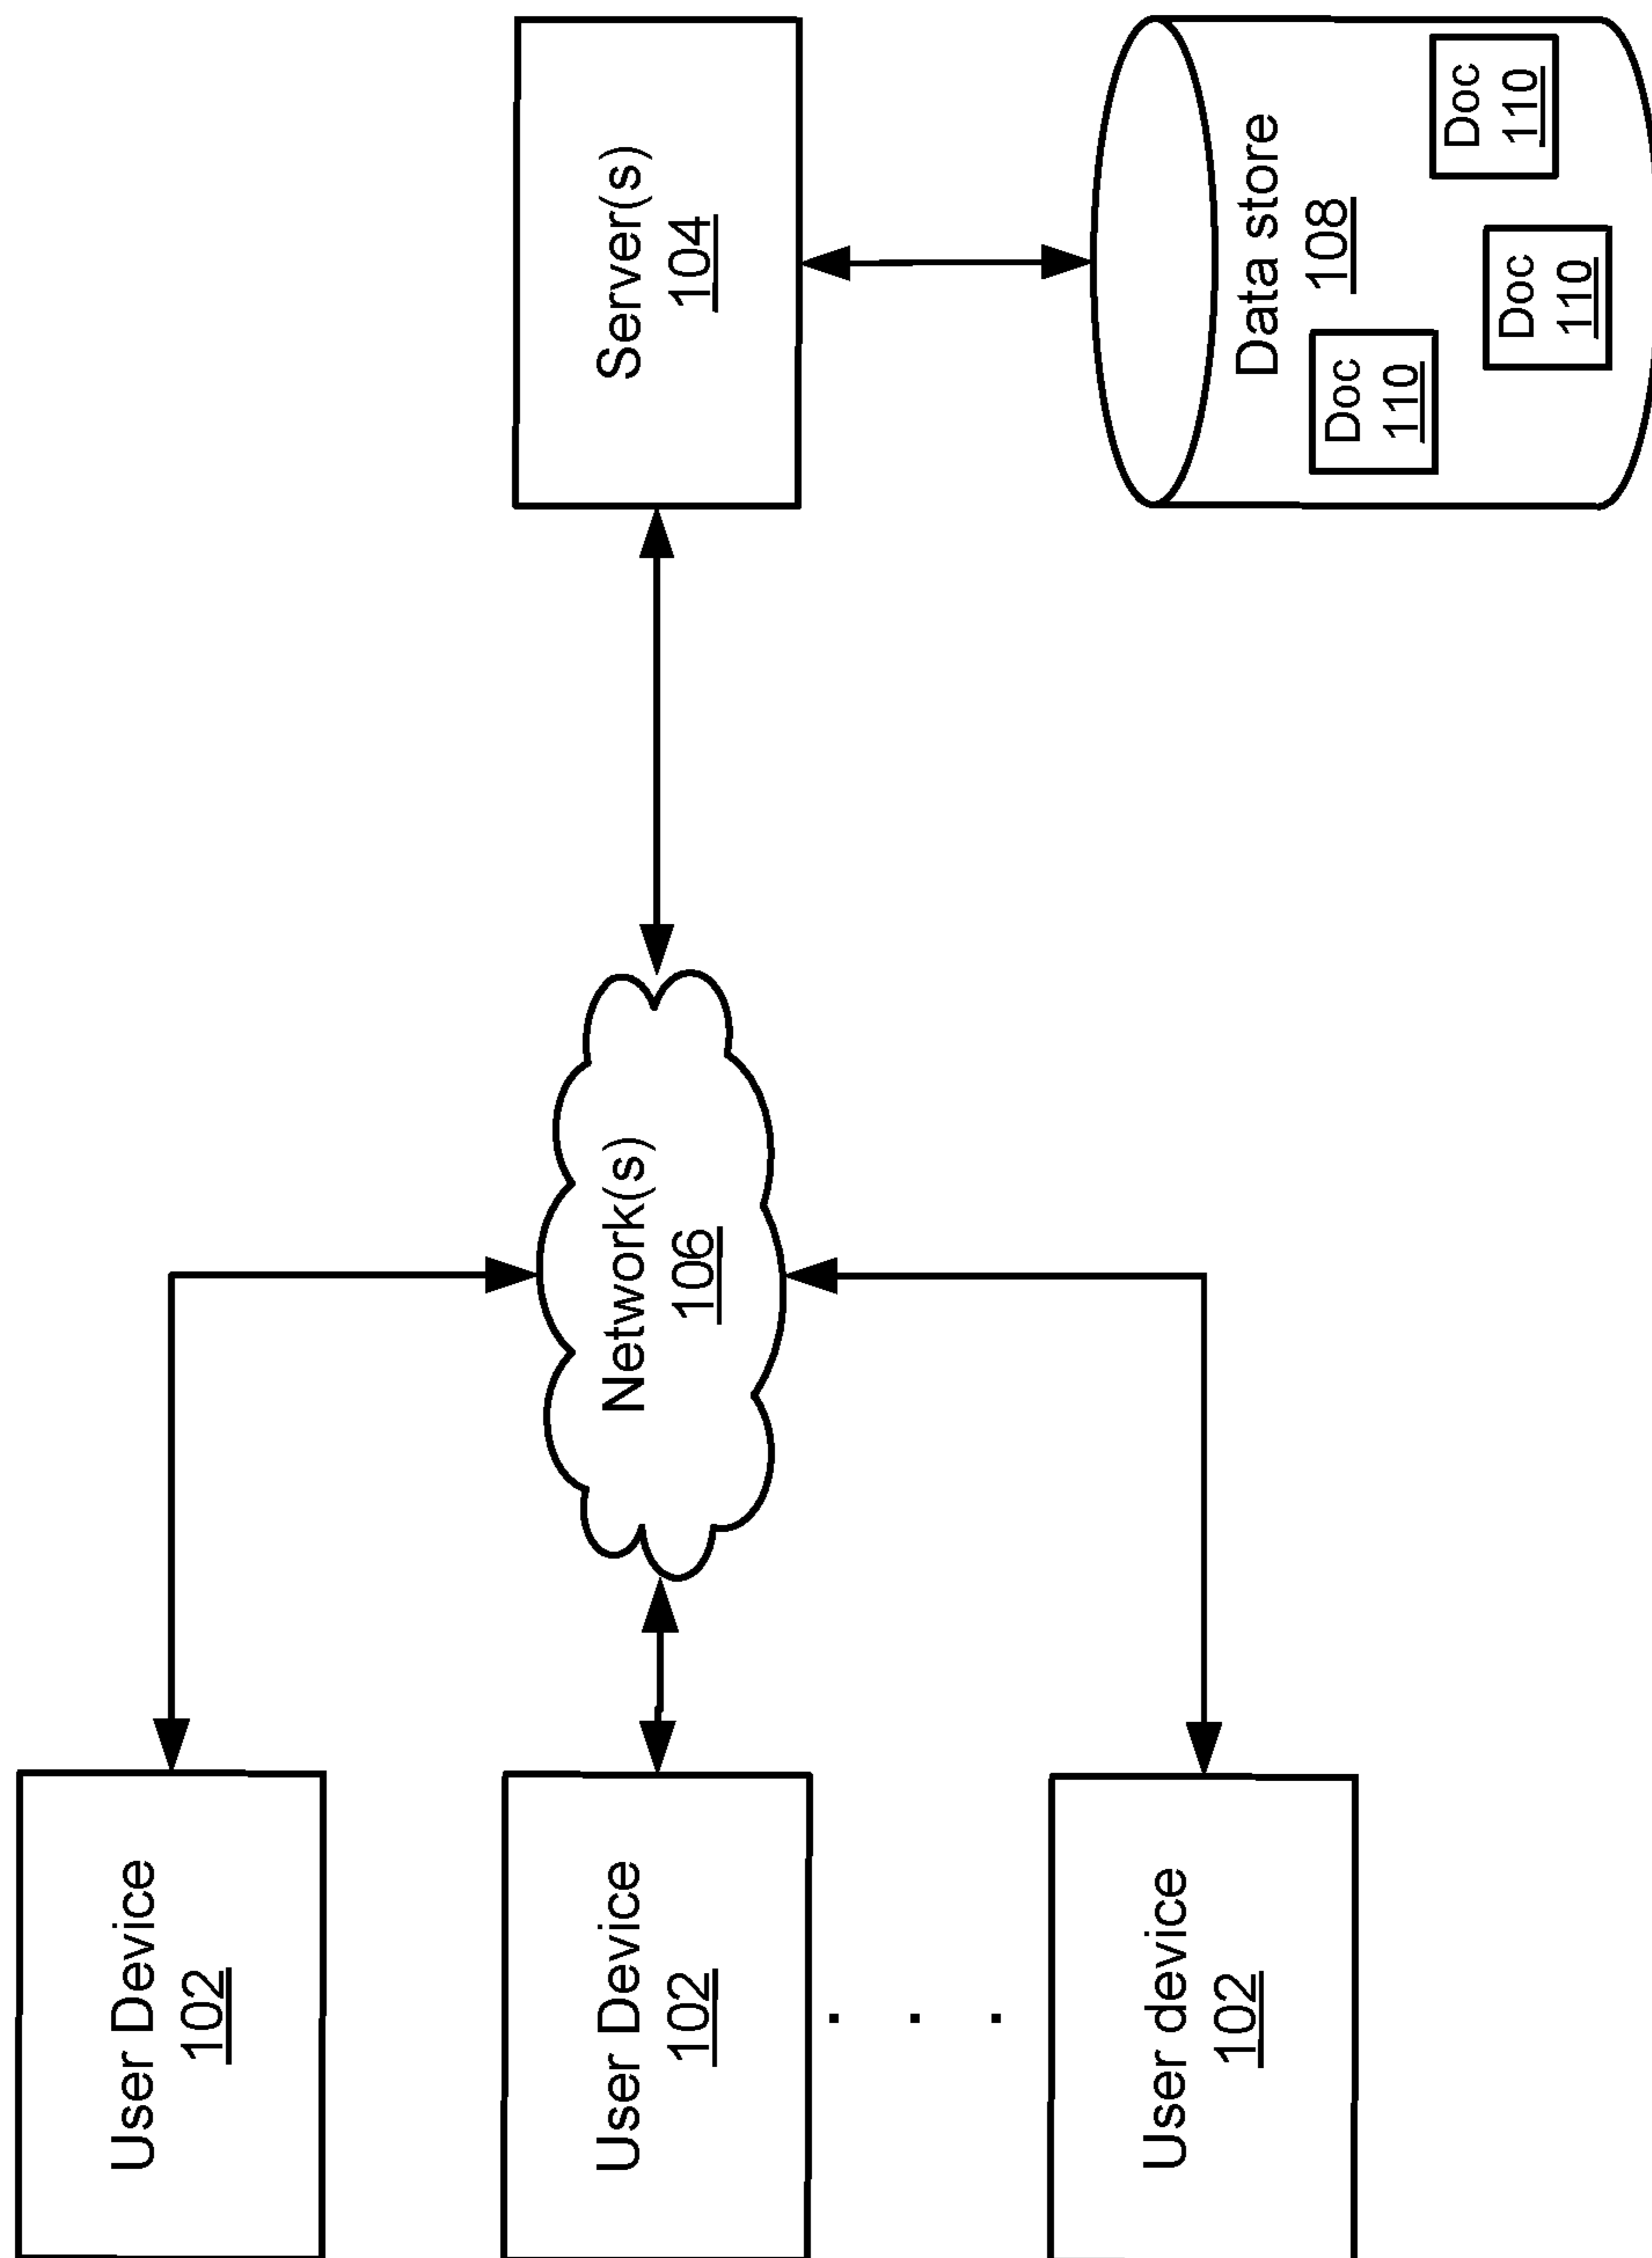 User Device
102
User Device
102
. . .
User device
102
Network(s)
106
Server(s)
104
Data store
108
Doc
110
Doc
110
Doc
110